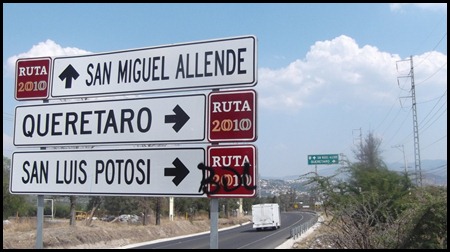 RUTA 2010 SAN MIGUEL ALLENDE
QUERETARO RUTA 2010
SAN LUIS POTOSI RUTA